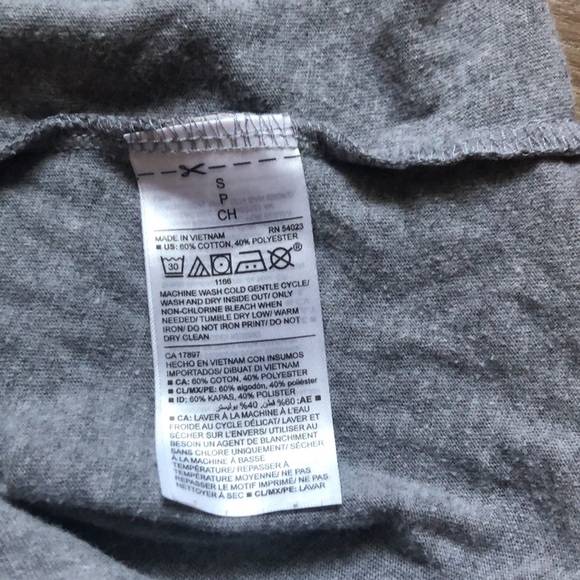 S
P
CH
MADE IN VIETNAM RN 54023
■ US: 60% COTTON, 40% POLYESTER
30
1166
MACHINE WASH COLD GENTLE CYCLE/
WASH AND DRY INSIDE OUT/ ONLY
NON-CHLORINE BLEACH WHEN
NEEDED/ TUMBLE DRY LOW/ WARM
IRON/ DO NOT IRON PRINT/ DO NOT
DRY CLEAN
CA 17897
HECHO EN VIETNAM CON INSUMOS
IMPORTADOS/ DIBUAT DI VIETNAM
■ CA: 60% COTON, 40% POLYESTER
■ CL/MX/PE: 60% algodón, 40% poliéster
■ ID: 60% KAPAS, 40% POLISTER
■ AE: 60% قطن, 40% بوليستر
■ CA: LAVER À LA MACHINE À L'EAU
FROIDE AU CYCLE DÉLICAT/ LAVER ET
SÉCHER SUR L'ENVERS/ UTILISER AU
BESOIN UN AGENT DE BLANCHIMENT
SANS CHLORE UNIQUEMENT/ SÉCHER
À LA MACHINE À BASSE
TEMPÉRATURE/ REPASSER À
TEMPÉRATURE MOYENNE/ NE PAS
REPASSER LE MOTIF IMPRIMÉ/ NE PAS
NETTOYER À SEC ■ CL/MX/PE: LAVAR